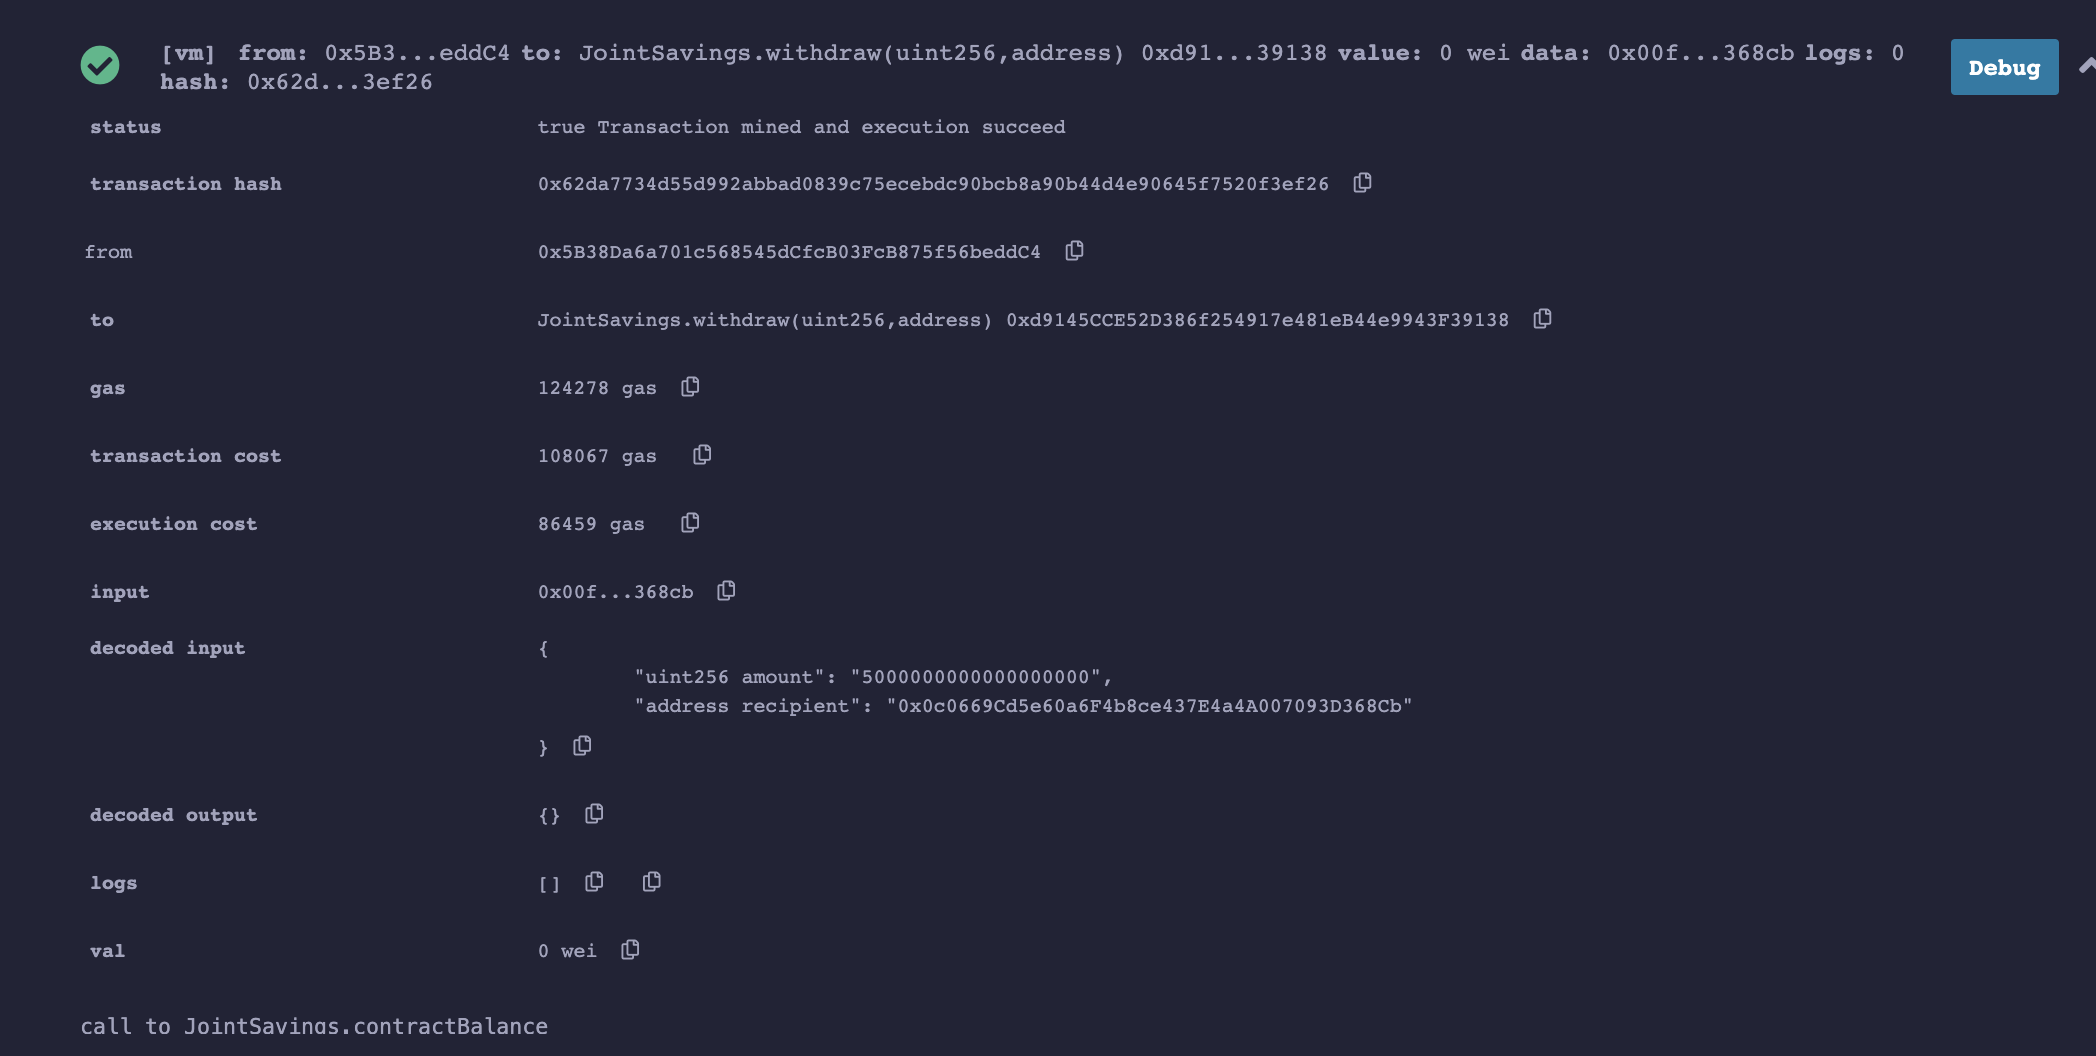 [vm] from: 0x5B3...eddC4 to: JointSavings.withdraw(uint256,address) 0xd91...39138 value: 0 wei data: 0x00f...368cb logs: 0
hash: 0x62d...3ef26
Debug
status true Transaction mined and execution succeed
transaction hash 0x62da7734d55d992abbad0839c75ecebdc90bcb8a90b44d4e90645f7520f3ef26
from 0x5B38Da6a701c568545dCfcB03FcB875f56beddC4
to JointSavings.withdraw(uint256,address) 0xd9145CCE52D386f254917e481eB44e9943F39138
gas 124278 gas
transaction cost 108067 gas
execution cost 86459 gas
input 0x00f...368cb
decoded input {
"uint256 amount": "5000000000000000000",
"address recipient": "0x0c0669Cd5e60a6F4b8ce437E4a4A007093D368Cb"
}
decoded output {}
logs []
val 0 wei
call to JointSavings.contractBalance